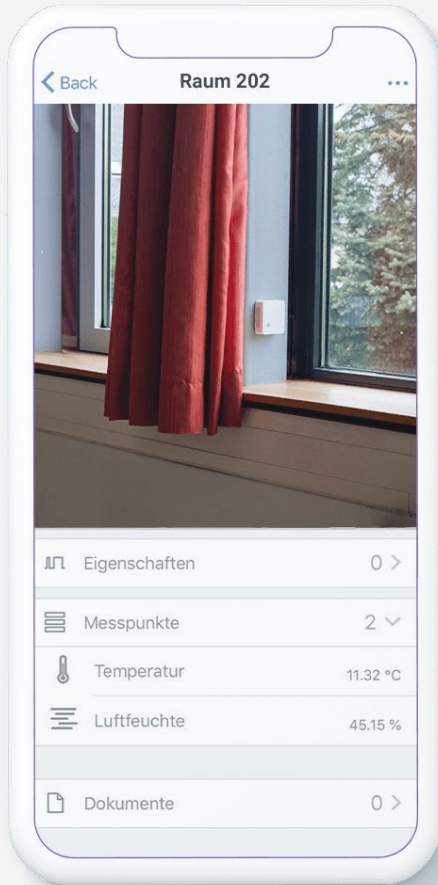 Back
Raum 202
Eigenschaften 0
Messpunkte 2
Temperatur 11.32 °C
Luftfeuchte 45.15 %
Dokumente 0